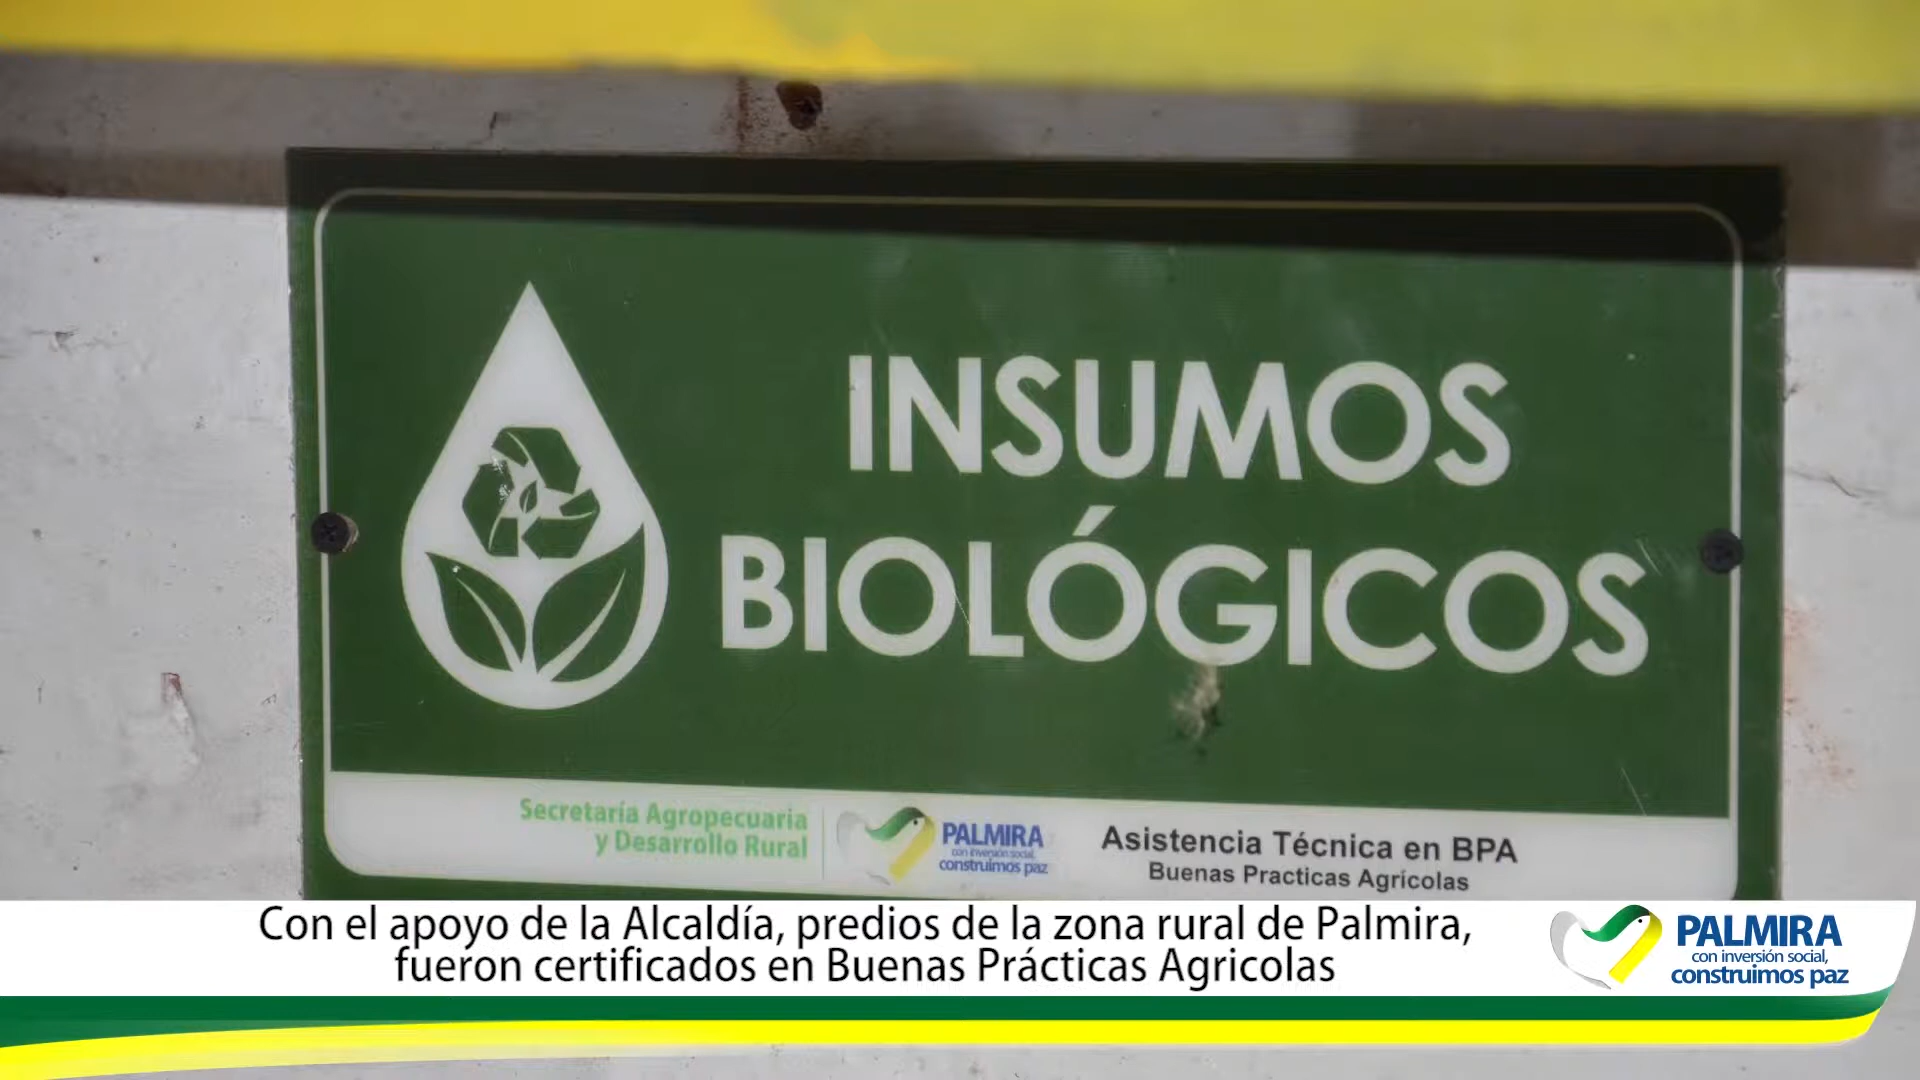 INSUMOS
BIOLÓGICOS
Secretaría Agropecuaria
y Desarrollo Rural
PALMIRA
con inversión social,
construimos paz
Asistencia Técnica en BPA
Buenas Practicas Agrícolas
Con el apoyo de la Alcaldía, predios de la zona rural de Palmira,
fueron certificados en Buenas Prácticas Agricolas
PALMIRA
con inversión social,
construimos paz